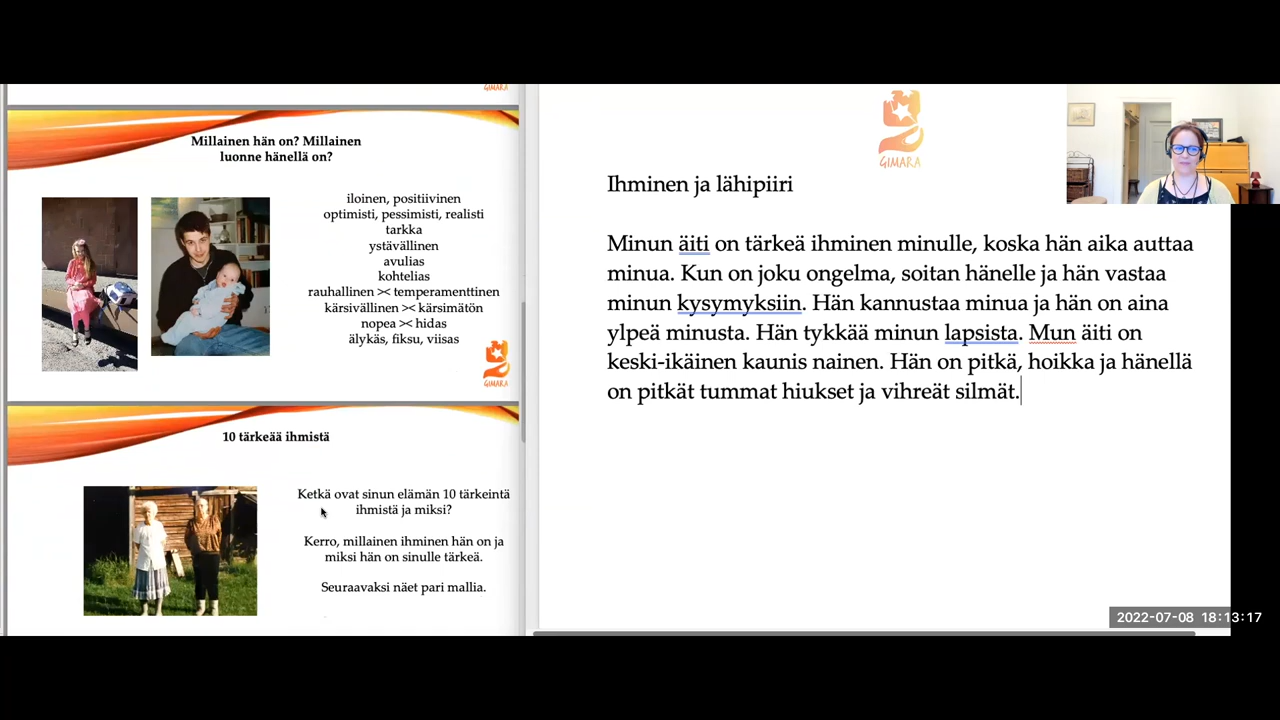 GIMARA
Millainen hän on? Millainen
luonne hänellä on?
iloinen, positiivinen
optimisti, pessimisti, realisti
tarkka
ystävällinen
avulias
kohtelias
rauhallinen >< temperamenttinen
kärsivällinen >< kärsimätön
nopea >< hidas
älykäs, fiksu, viisas
GIMARA
10 tärkeää ihmistä
Ketkä ovat sinun elämän 10 tärkeintä
ihmistä ja miksi?
Kerro, millainen ihminen hän on ja
miksi hän on sinulle tärkeä.
Seuraavaksi näet pari mallia.
GIMARA
Ihminen ja lähipiiri
Minun äiti on tärkeä ihminen minulle, koska hän aika auttaa
minua. Kun on joku ongelma, soitan hänelle ja hän vastaa
minun kysymyksiin. Hän kannustaa minua ja hän on aina
ylpeä minusta. Hän tykkää minun lapsista. Mun äiti on
keski-ikäinen kaunis nainen. Hän on pitkä, hoikka ja hänellä
on pitkät tummat hiukset ja vihreät silmät.
2022-07-08 18:13:17